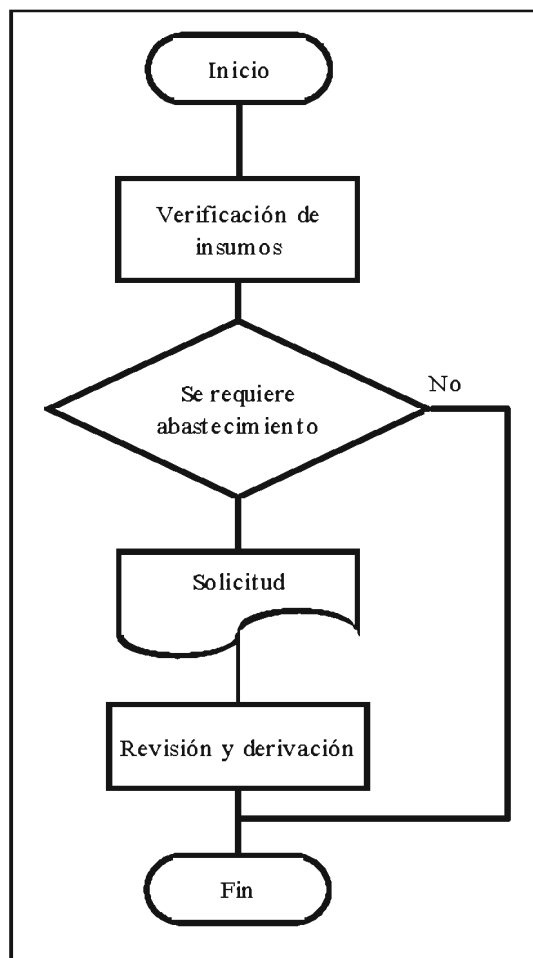 Inicio
Verificación de
insumos
Se requiere
abastecimiento
No
Solicitud
Revisión y derivación
Fin